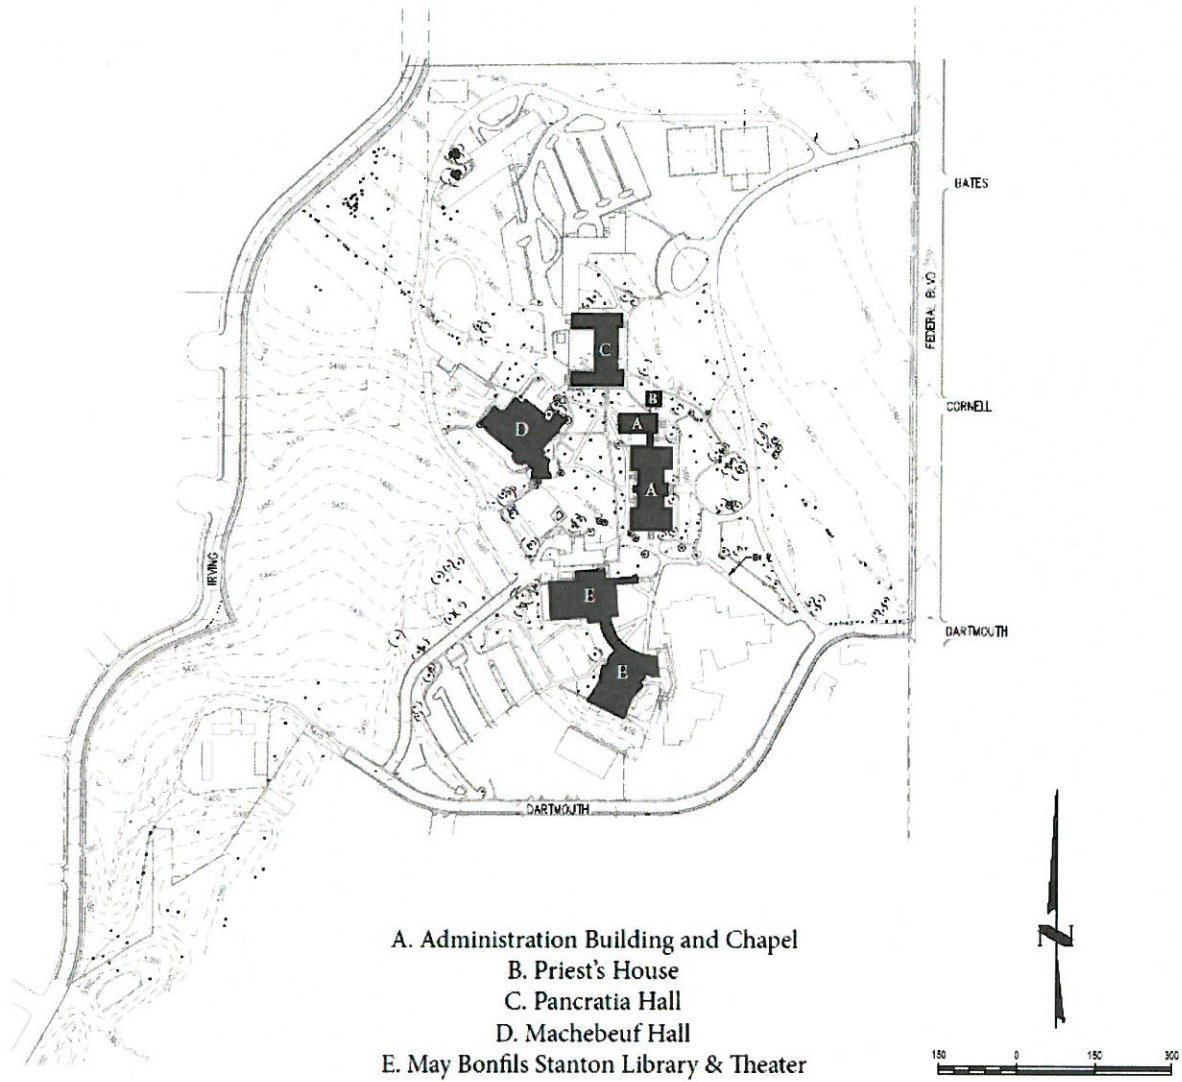 BATES
FEDERAL BLVD
C
B
CORNELL
A
D
A
IRVING
E
DARTMOUTH
E
DARTMOUTH
N
A. Administration Building and Chapel
B. Priest's House
C. Pancratia Hall
D. Machebeuf Hall
E. May Bonfils Stanton Library & Theater
150 0 150 300